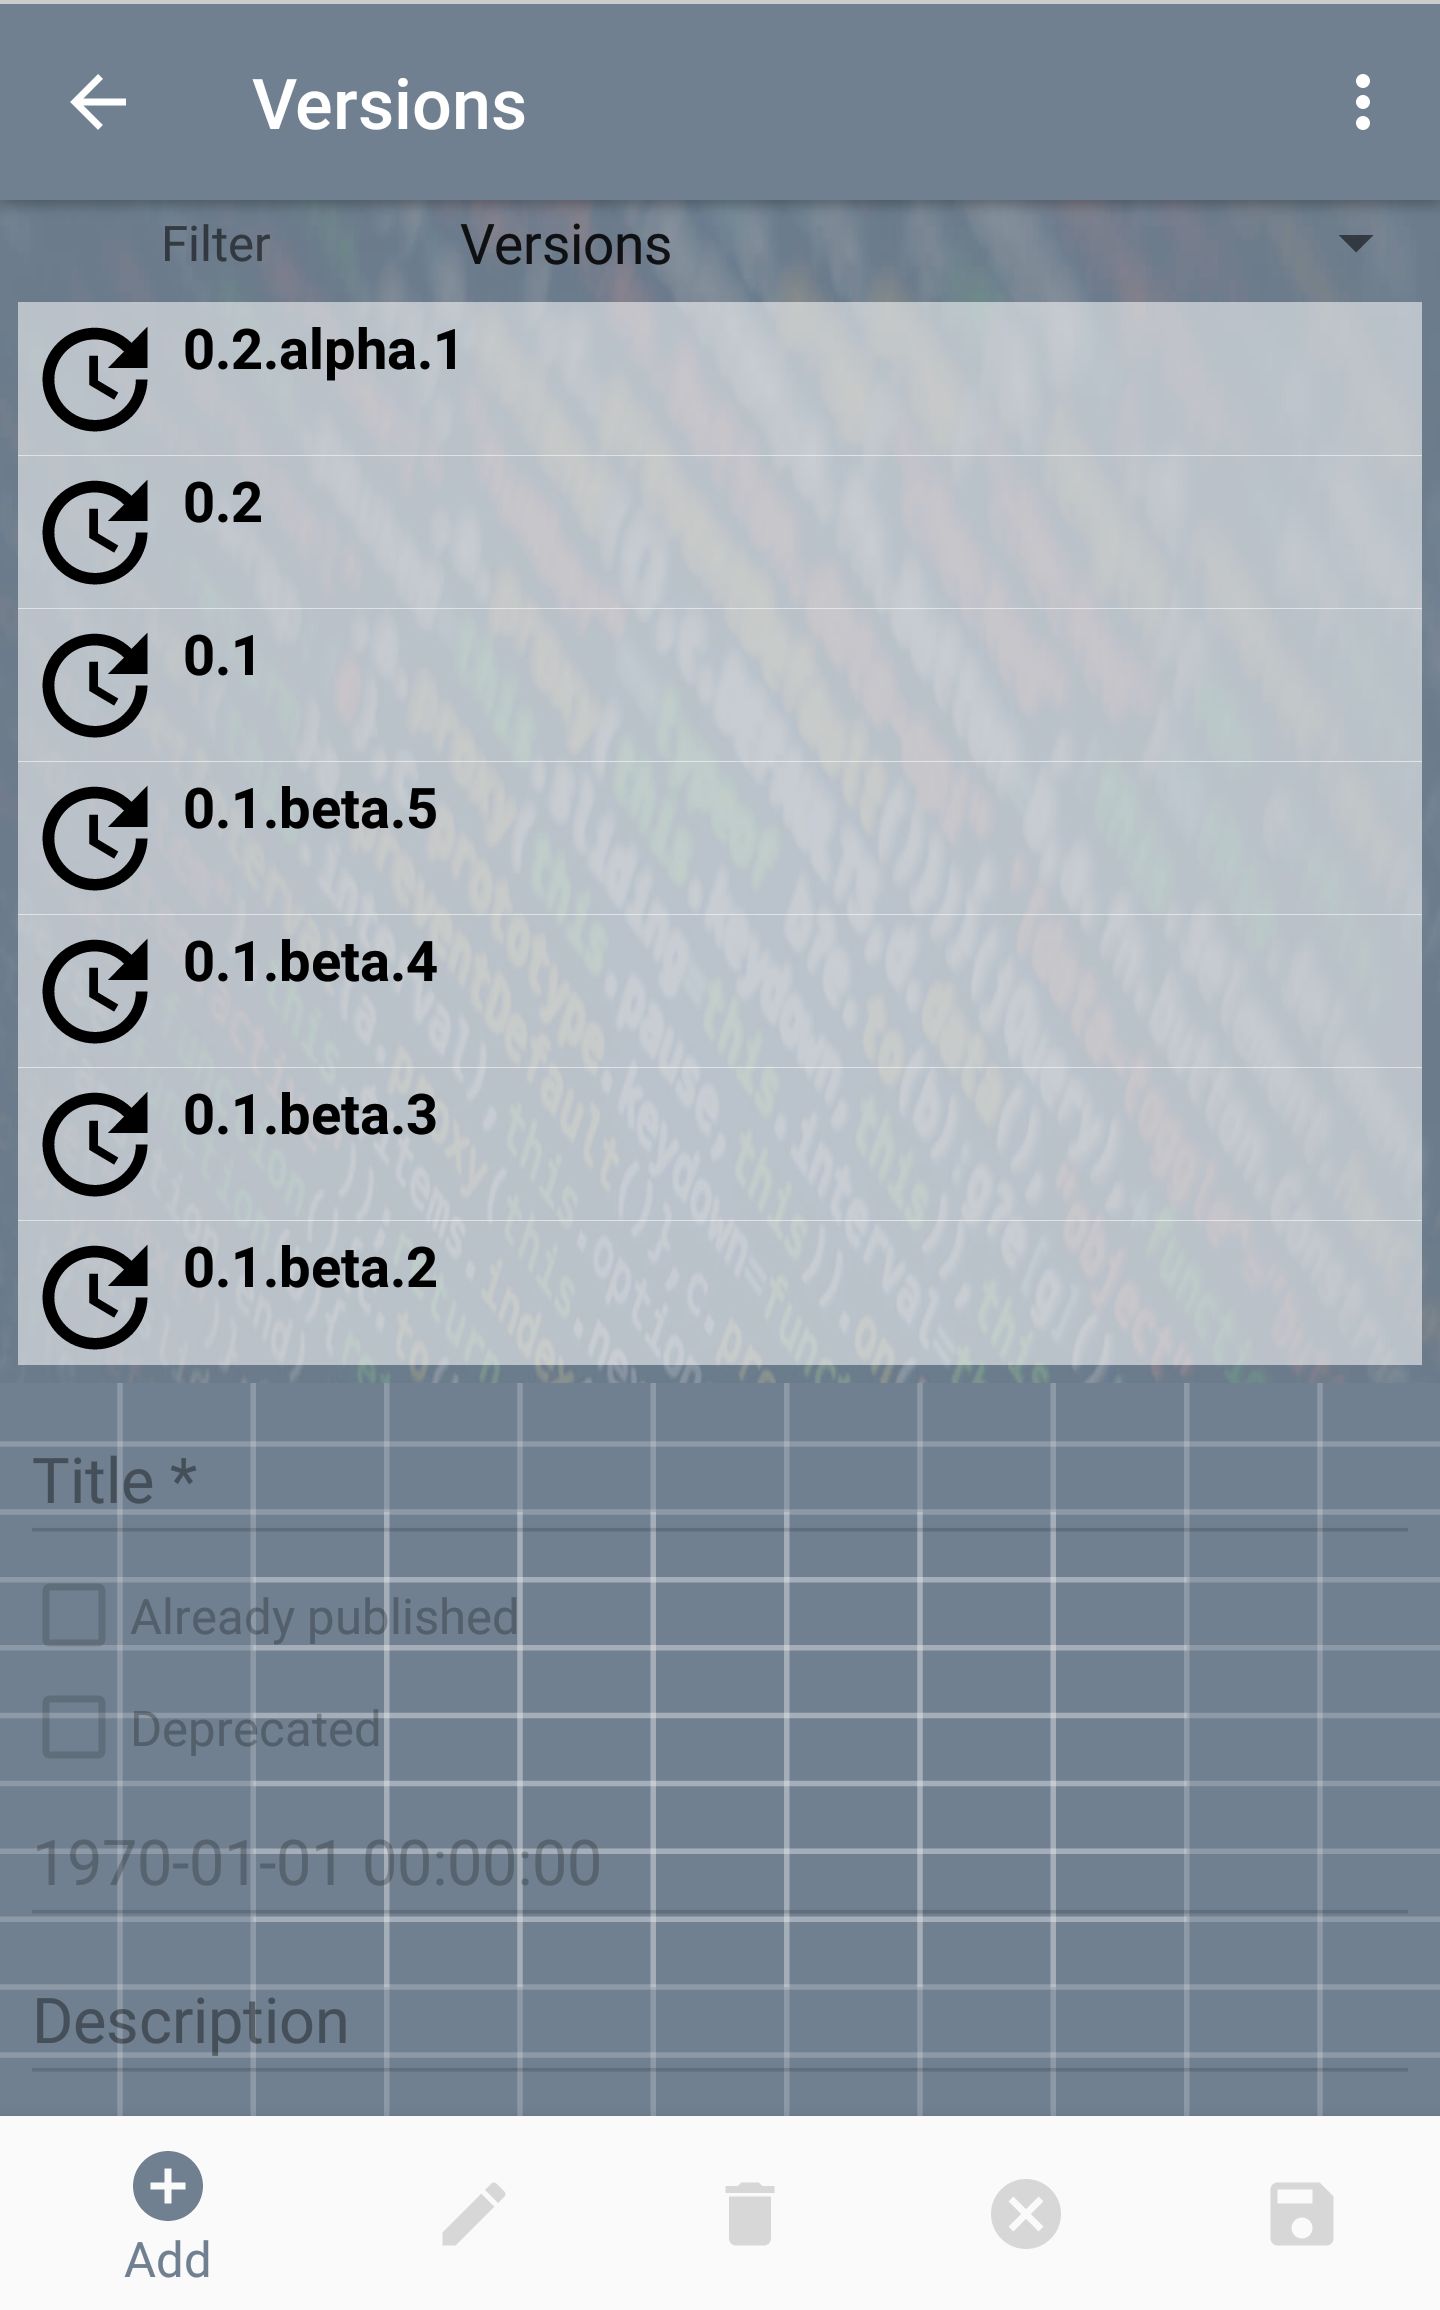 Versions
Filter Versions
0.2.alpha.1
0.2
0.1
0.1.beta.5
0.1.beta.4
0.1.beta.3
0.1.beta.2
Title *
Already published
Deprecated
1970-01-01 00:00:00
Description
Add